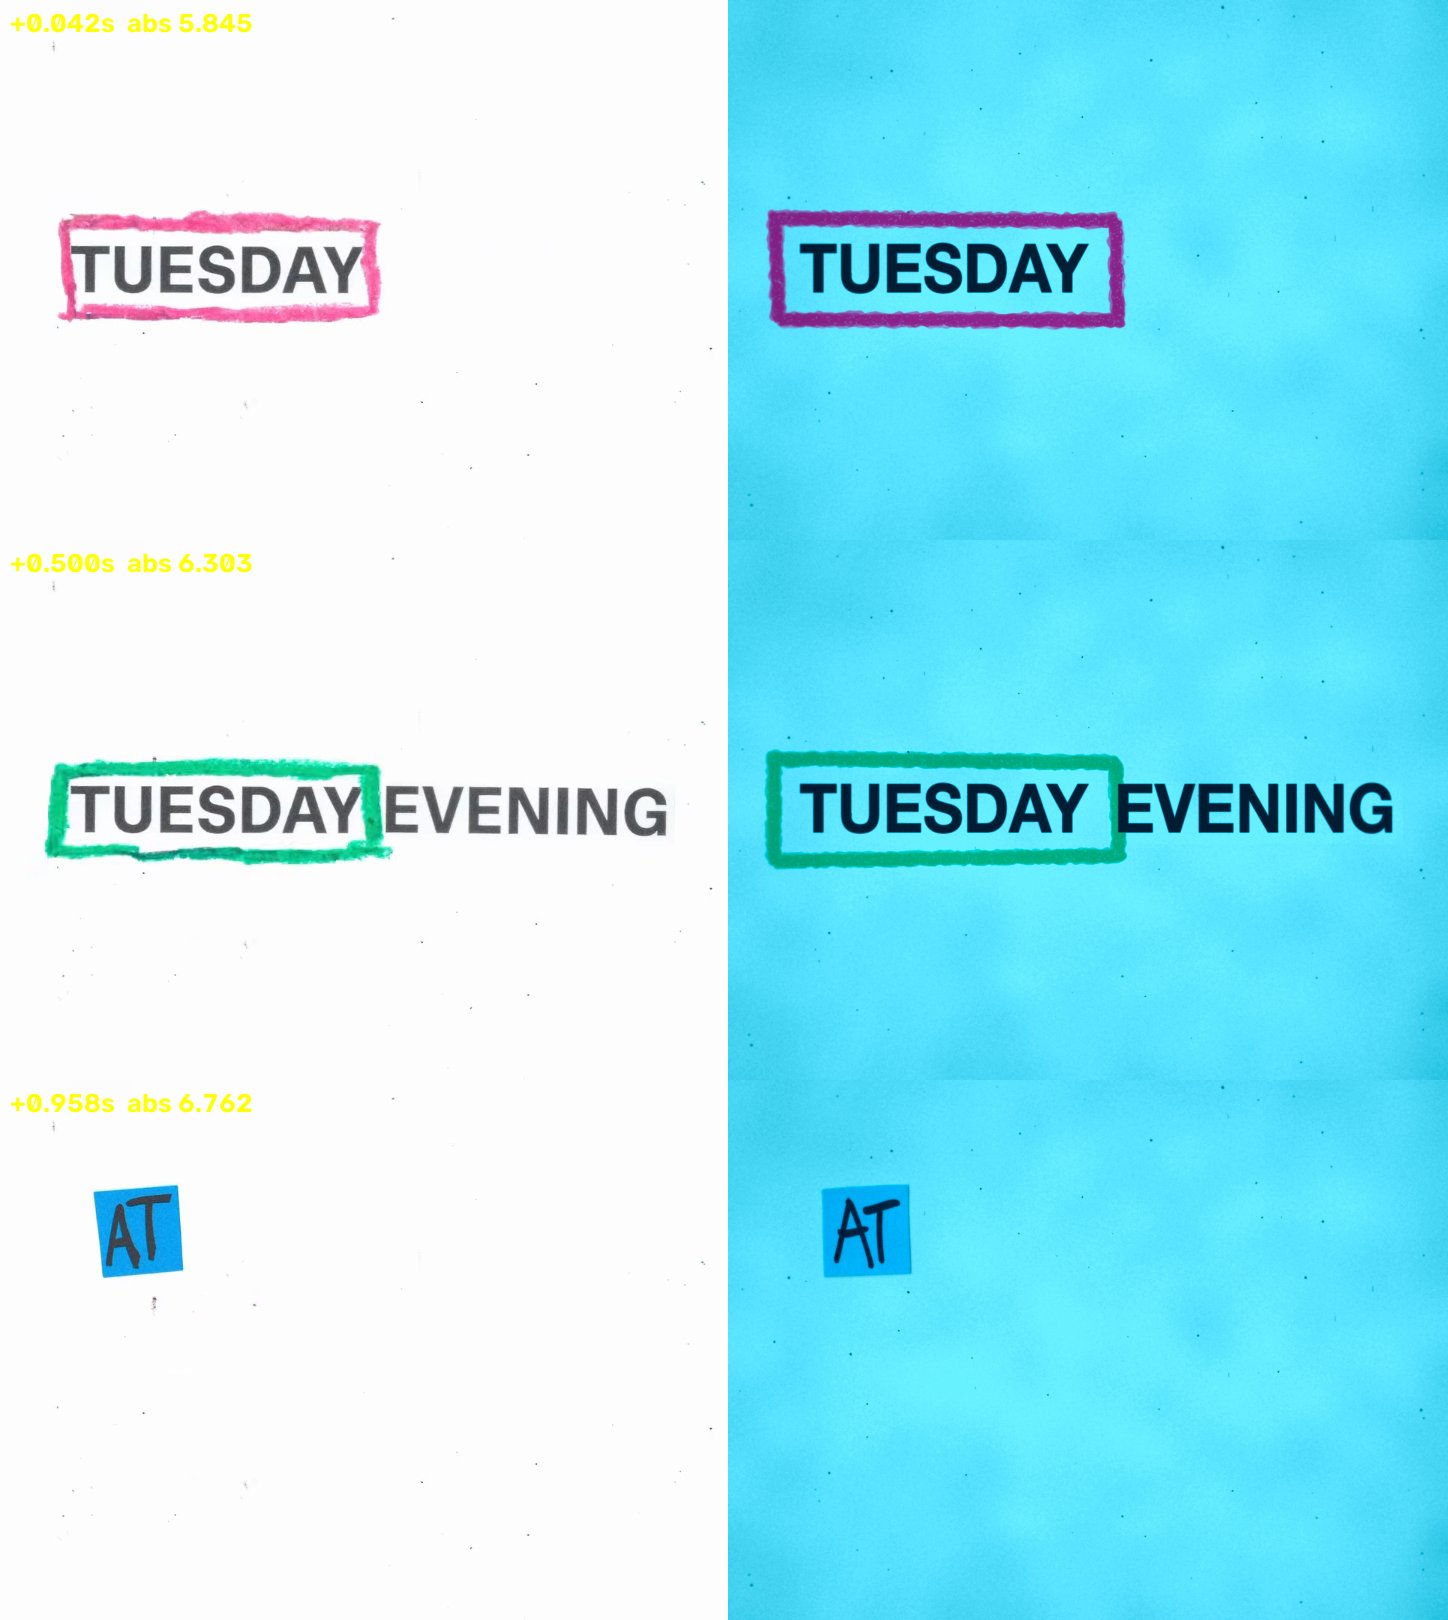 +0.042s abs 5.845
TUESDAY TUESDAY
+0.500s abs 6.303
TUESDAY EVENING TUESDAY EVENING
+0.958s abs 6.762
AT AT